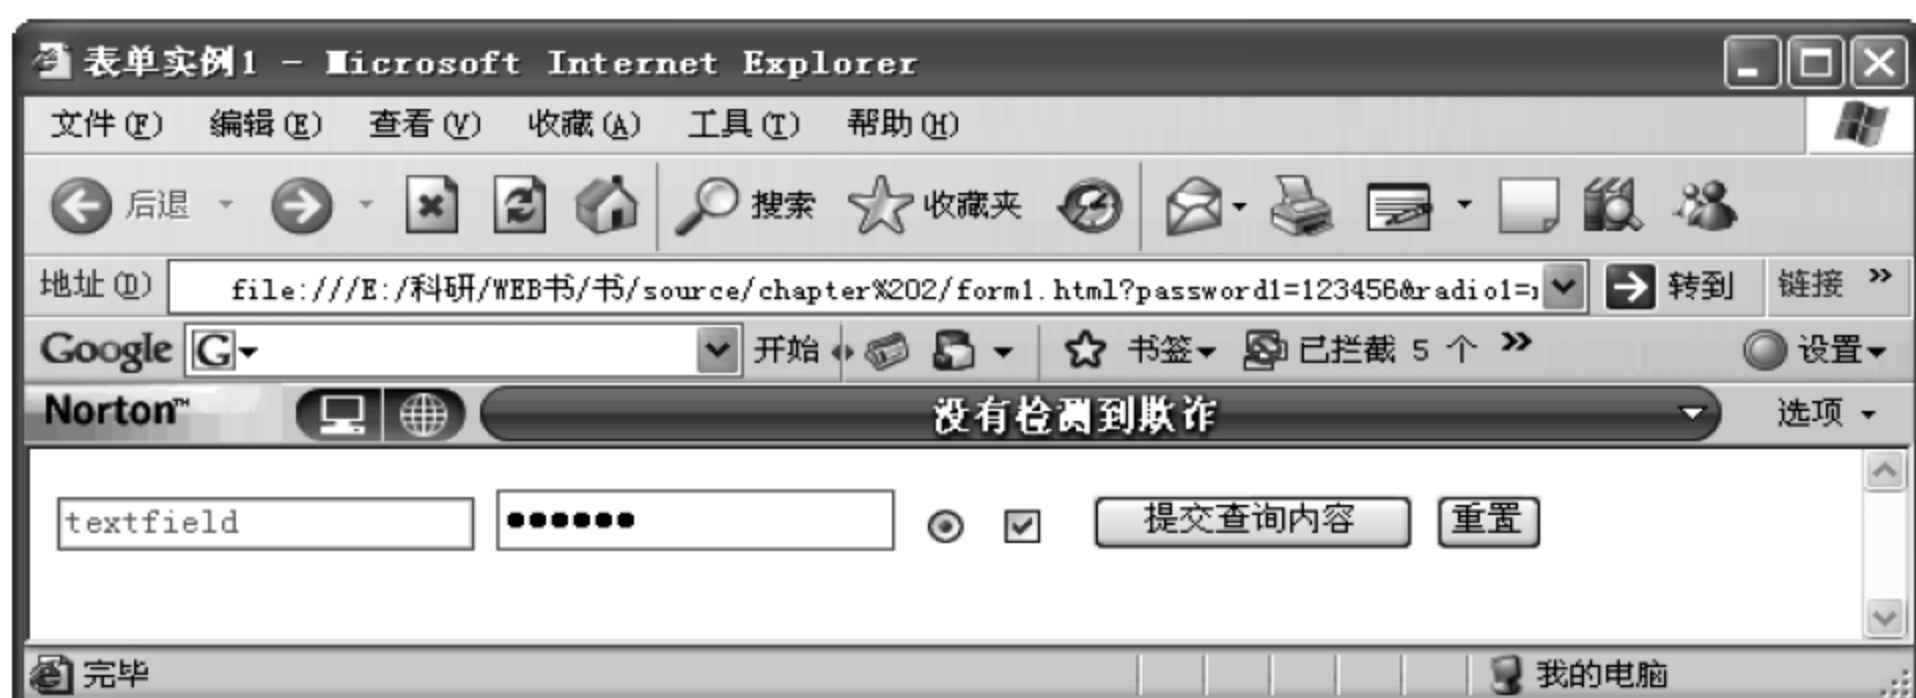 表单实例1 - Microsoft Internet Explorer
文件(F) 编辑(E) 查看(V) 收藏(A) 工具(T) 帮助(H)
后退 搜索 收藏夹
地址(D) file:///E:/科研/WEB书/书/source/chapter%202/form1.html?password1=123456&radio1= 转到 链接 »
Google G 开始 书签 已拦截 5 个 » 设置
Norton™ 没有检测到欺诈 选项
textfield •••••• 提交查询内容 重置
完毕 我的电脑